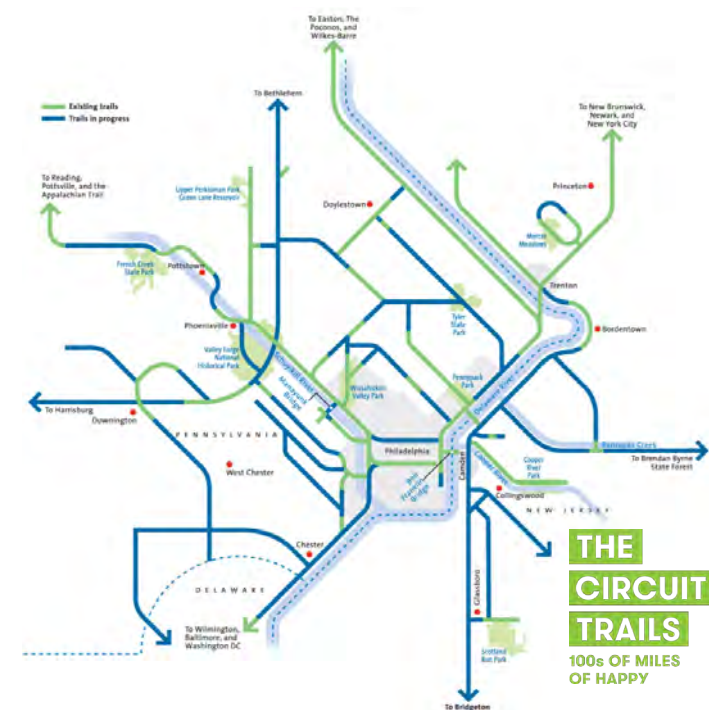 To Easton, The
Poconos, and
Wilkes-Barre
To Bethlehem
Existing trails
Trails in progress
To New Brunswick,
Newark, and
New York City
To Reading,
Pottsville, and the
Appalachian Trail
Upper Perkiomen Park
Green Lane Reservoir
Doylestown
Princeton
Mercer
Meadows
French Creek
State Park
Pottstown
Trenton
Phoenixville
Tyler
State
Park
Bordentown
Valley Forge
National
Historical Park
Schuylkill River
Manayunk
Bridge
Wissahickon
Valley Park
Pennypack
Park
Delaware River
To Harrisburg
Downington
PENNSYLVANIA
Philadelphia
Camden
Rancocas Creek
To Brendan Byrne
State Forest
West Chester
Ben
Franklin
Bridge
Cooper River
Cooper
River
Park
Collingswood
NEW JERSEY
Chester
DELAWARE
Glassboro
To Wilmington,
Baltimore, and
Washington DC
Scotland
Run Park
To Bridgeton
THE
CIRCUIT
TRAILS
100s OF MILES
OF HAPPY